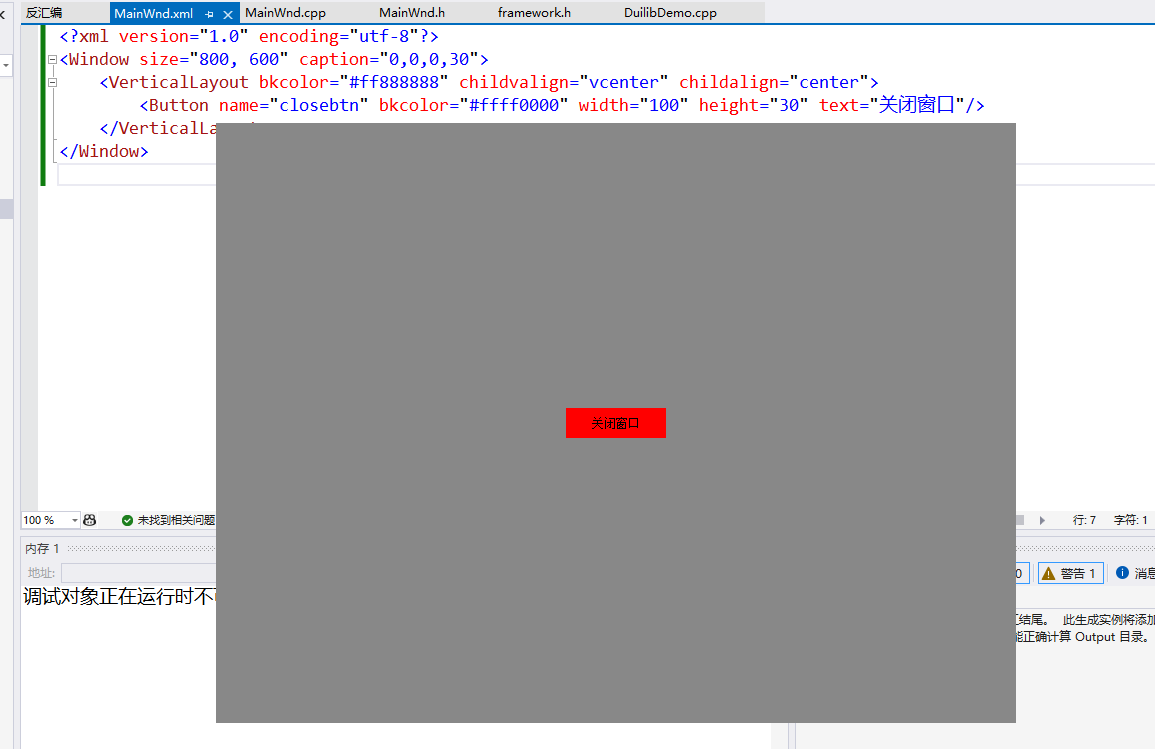 反汇编 MainWnd.xml MainWnd.cpp MainWnd.h framework.h DuilibDemo.cpp
<?xml version="1.0" encoding="utf-8"?>
<Window size="800, 600" caption="0,0,0,30">
<VerticalLayout bkcolor="#ff888888" childvalign="vcenter" childalign="center">
<Button name="closebtn" bkcolor="#ffff0000" width="100" height="30" text="关闭窗口"/>
</VerticalLa
</Window>
关闭窗口
100 % 未找到相关问题 行: 7 字符: 1
内存 1
地址:
0 警告 1 消息
调试对象正在运行时不
结尾。 此生成实例将添加
能正确计算 Output 目录。